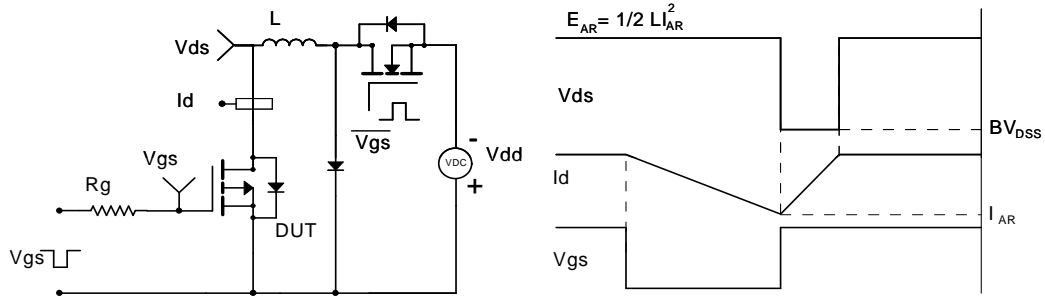 L
Vds
Id
Vgs
Rg
DUT
Vgs
Vgs
VDC
-
+
Vdd
E_AR= 1/2 LI²_AR
Vds
BV_DSS
Id
I_AR
Vgs